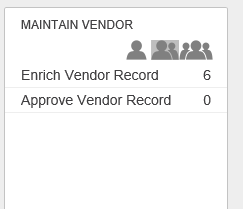 MAINTAIN VENDOR
Enrich Vendor Record 6
Approve Vendor Record 0